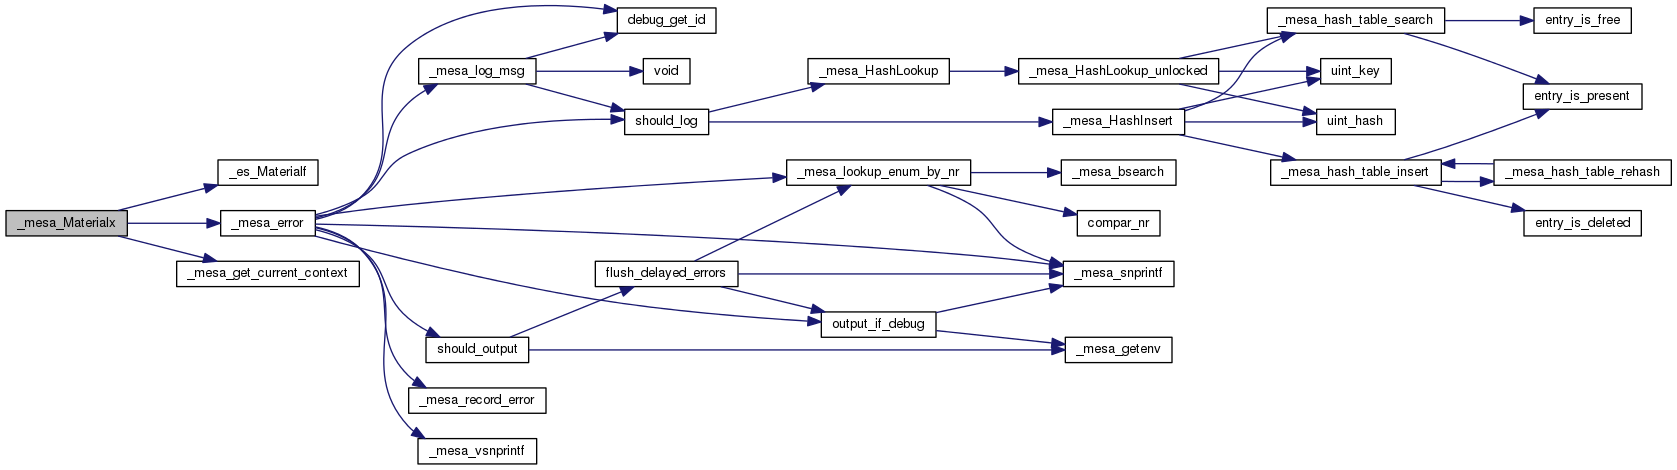 debug_get_id
_mesa_hash_table_search
entry_is_free
_mesa_log_msg
void
_mesa_HashLookup
_mesa_HashLookup_unlocked
uint_key
entry_is_present
should_log
_mesa_HashInsert
uint_hash
_es_Materialf
_mesa_lookup_enum_by_nr
_mesa_bsearch
_mesa_hash_table_insert
_mesa_hash_table_rehash
_mesa_Materialx
_mesa_error
compar_nr
entry_is_deleted
_mesa_get_current_context
flush_delayed_errors
_mesa_snprintf
output_if_debug
should_output
_mesa_getenv
_mesa_record_error
_mesa_vsnprintf